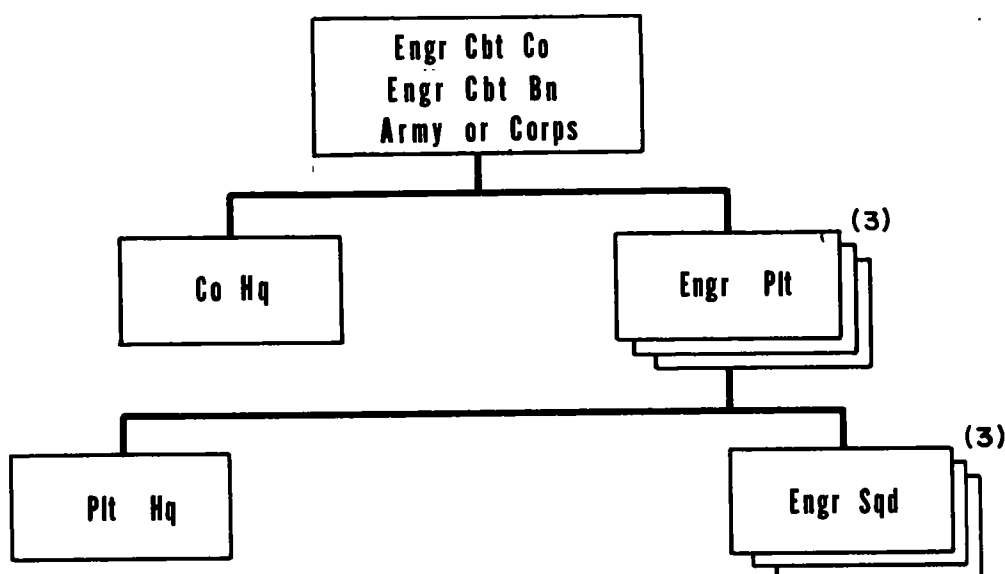 Engr Cbt Co
Engr Cbt Bn
Army or Corps
(3)
Co Hq
Engr Plt
(3)
Plt Hq
Engr Sqd